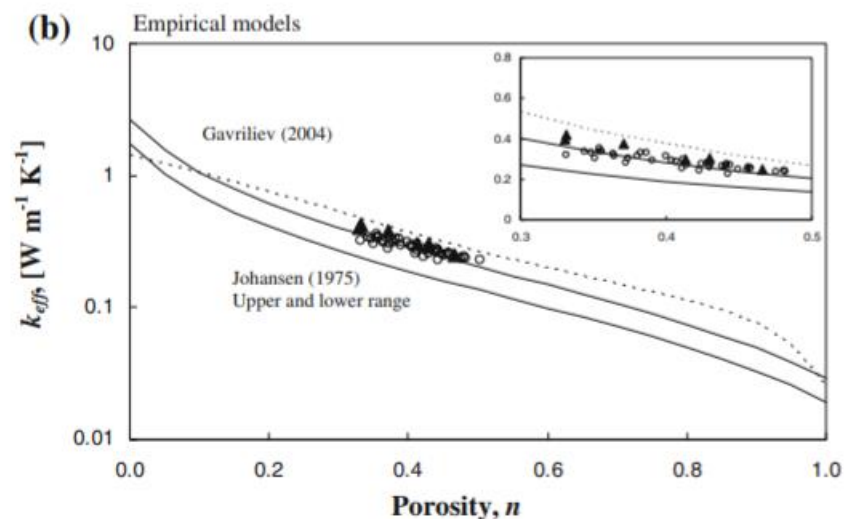 (b) Empirical models
10
1
0.1
0.01
k_eff, [W m⁻¹ K⁻¹]
Gavriliev (2004)
Johansen (1975)
Upper and lower range
0.8
0.6
0.4
0.2
0
0.3 0.4 0.5
0.0 0.2 0.4 0.6 0.8 1.0
Porosity, n